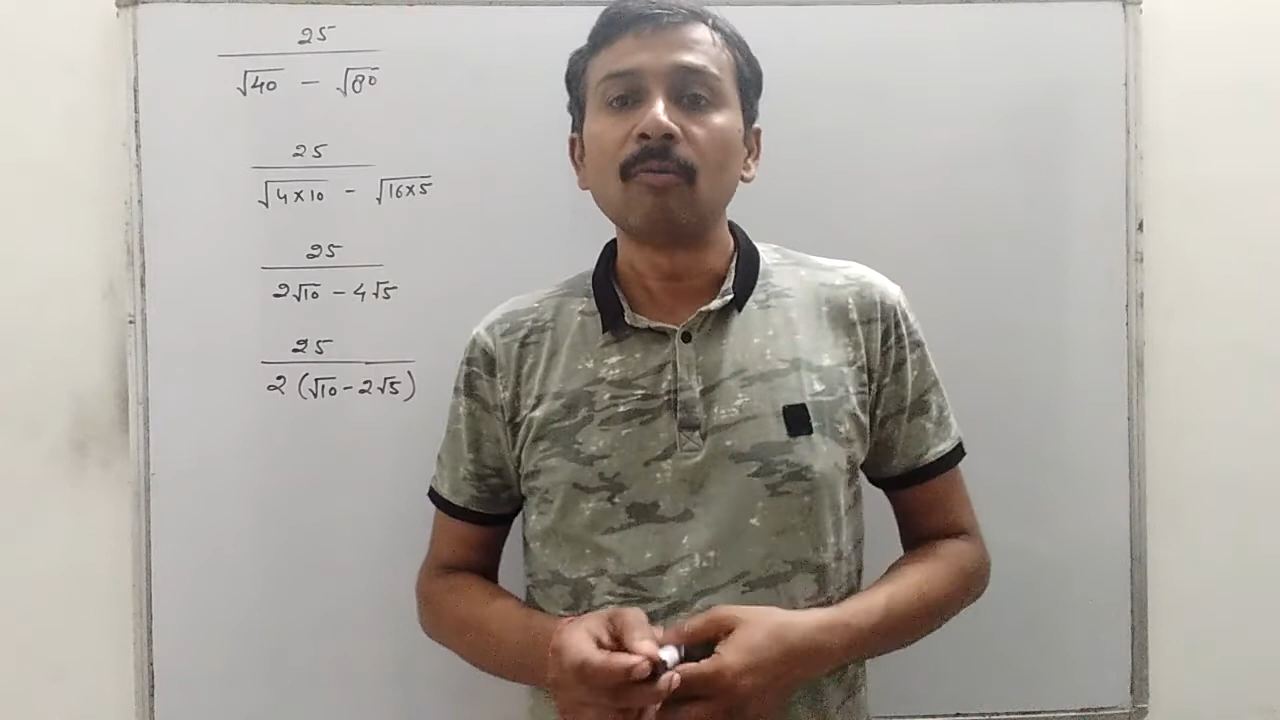 25
√40 - √80
25
√4×10 - √16×5
25
2√10 - 4√5
25
2 (√10 - 2√5)